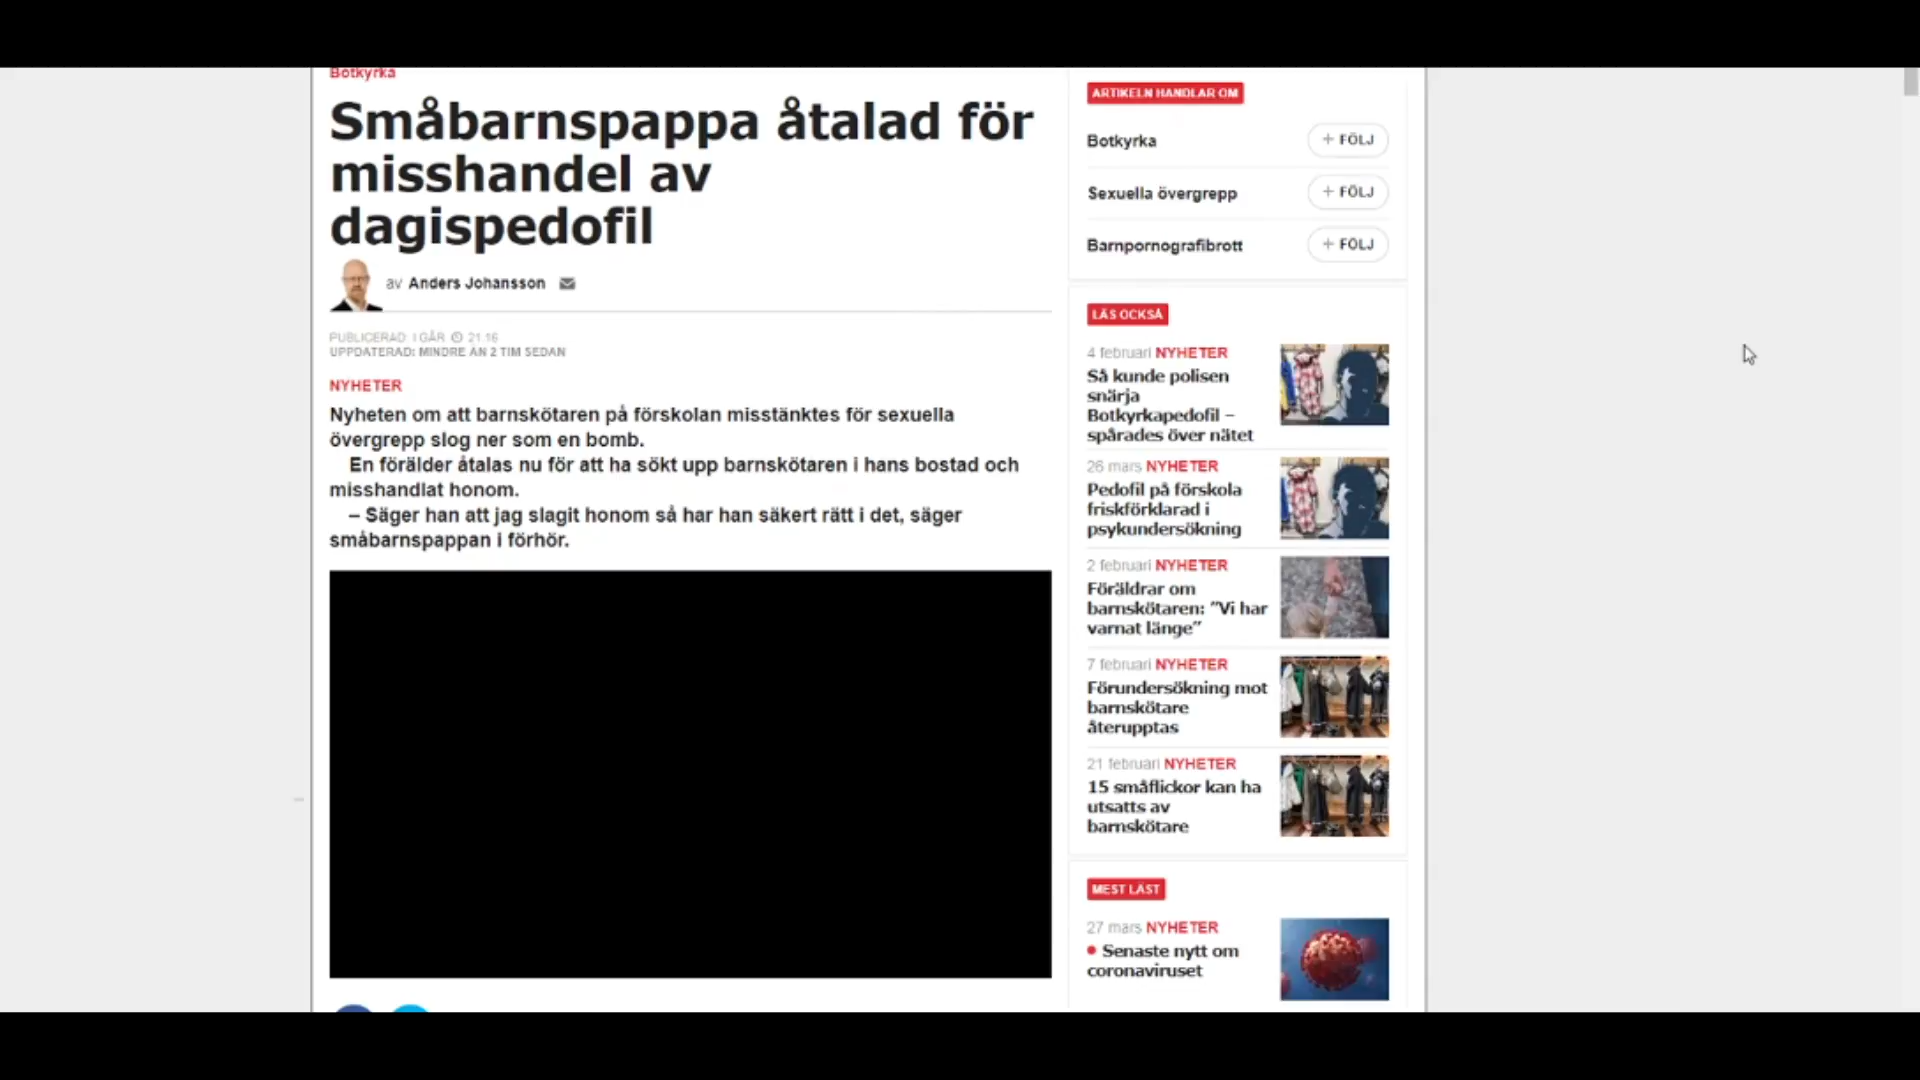 Botkyrka
Småbarnspappa åtalad för
misshandel av
dagispedofil
av Anders Johansson
PUBLICERAD: I GÅR 21.16
UPPDATERAD: MINDRE ÄN 2 TIM SEDAN
NYHETER
Nyheten om att barnskötaren på förskolan misstänktes för sexuella
övergrepp slog ner som en bomb.
En förälder åtalas nu för att ha sökt upp barnskötaren i hans bostad och
misshandlat honom.
– Säger han att jag slagit honom så har han säkert rätt i det, säger
småbarnspappan i förhör.
ARTIKELN HANDLAR OM
Botkyrka
+ FÖLJ
Sexuella övergrepp
+ FÖLJ
Barnpornografibrott
+ FÖLJ
LÄS OCKSÅ
4 februari NYHETER
Så kunde polisen
snärja
Botkyrkapedofil –
spårades över nätet
26 mars NYHETER
Pedofil på förskola
friskförklarad i
psykundersökning
2 februari NYHETER
Föräldrar om
barnskötaren: ”Vi har
varnat länge”
7 februari NYHETER
Förundersökning mot
barnskötare
återupptas
21 februari NYHETER
15 småflickor kan ha
utsatts av
barnskötare
MEST LÄST
27 mars NYHETER
Senaste nytt om
coronaviruset